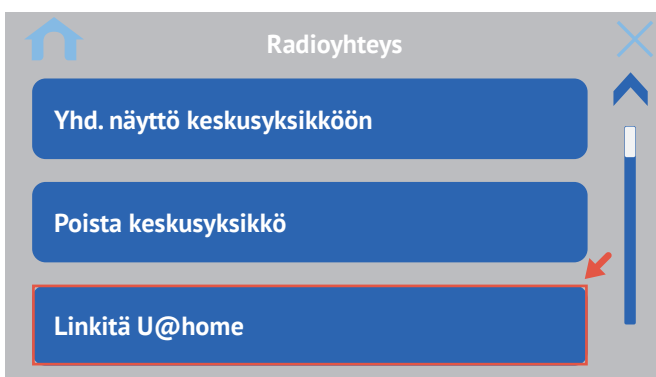 Radioyhteys
Yhd. näyttö keskusyksikköön
Poista keskusyksikkö
Linkitä U@home